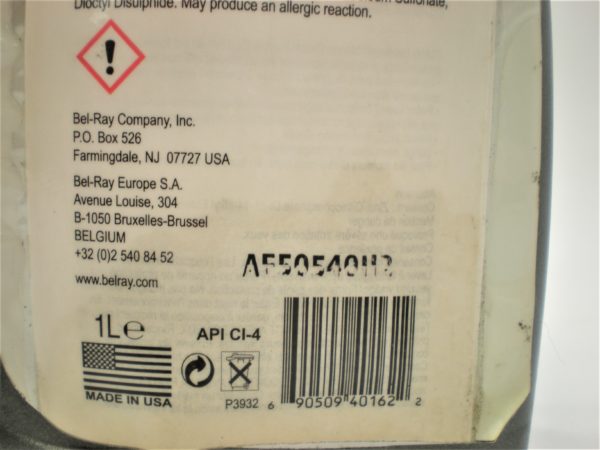 Dioctyl Disulphide. May produce an allergic reaction.
Bel-Ray Company, Inc.
P.O. Box 526
Farmingdale, NJ 07727 USA
Bel-Ray Europe S.A.
Avenue Louise, 304
B-1050 Bruxelles-Brussel
BELGIUM
+32 (0)2 540 84 52
www.belray.com
AF50540H2
1L℮
API CI-4
MADE IN USA
P3932
6 90509 40162 2